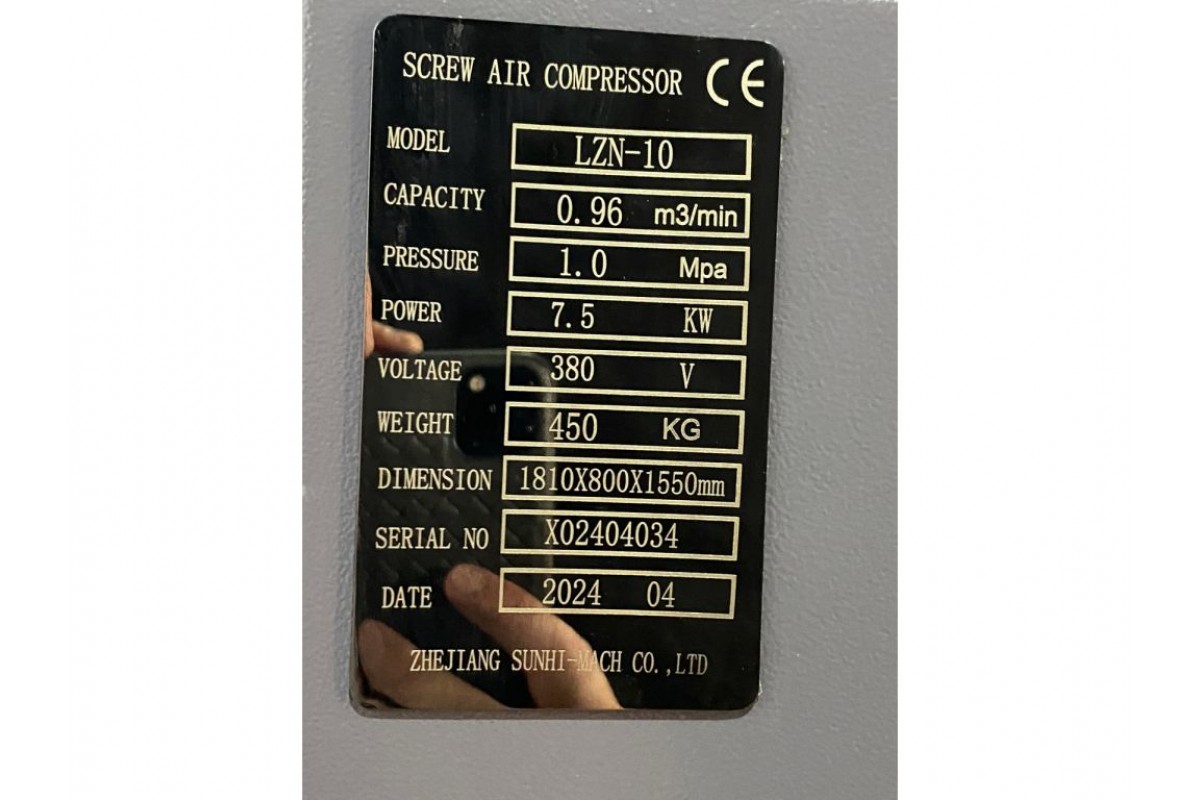 SCREW AIR COMPRESSOR CE
MODEL LZN-10
CAPACITY 0.96 m3/min
PRESSURE 1.0 Mpa
POWER 7.5 KW
VOLTAGE 380 V
WEIGHT 450 KG
DIMENSION 1810X800X1550mm
SERIAL NO X02404034
DATE 2024 04
ZHEJIANG SUNHI-MACH CO.,LTD